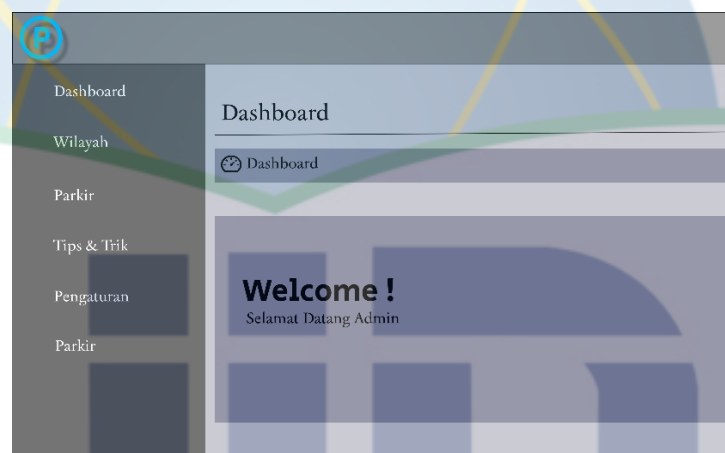 P
Dashboard
Wilayah
Parkir
Tips & Trik
Pengaturan
Parkir
Dashboard
Dashboard
Welcome !
Selamat Datang Admin